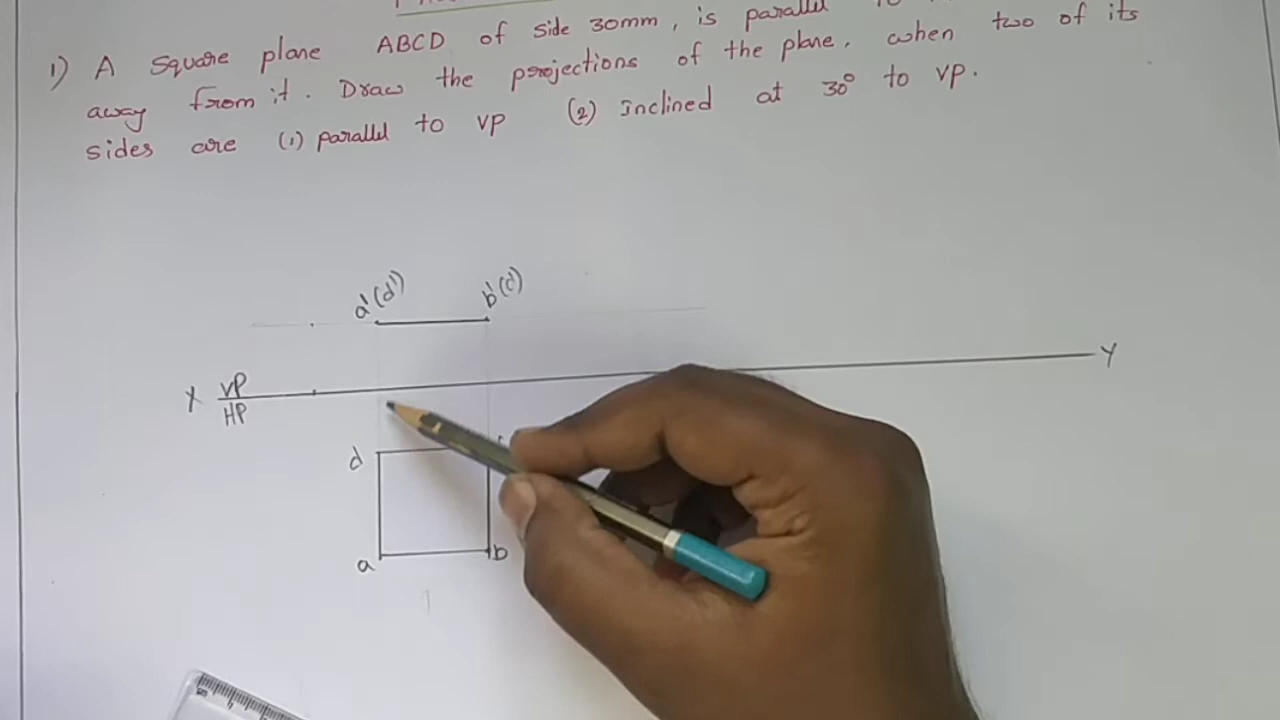 1) A square plane ABCD of side 30mm, is parallel to
away from it. Draw the projections of the plane, when two of its
sides are (1) parallel to VP (2) Inclined at 30° to VP.
a'(d') b'(c')
X VP Y
HP
d
a b